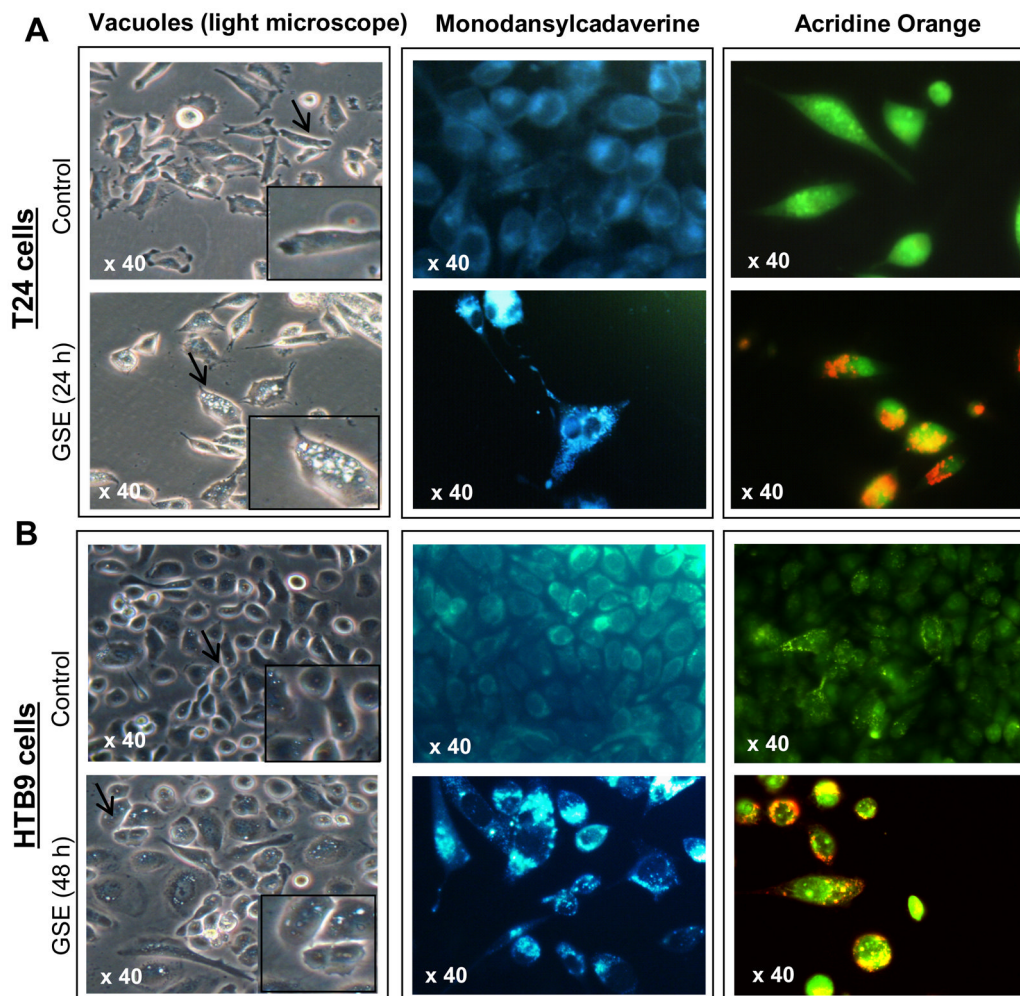 A
Vacuoles (light microscope)
Monodansylcadaverine
Acridine Orange
T24 cells
Control
x 40
x 40
x 40
GSE (24 h)
x 40
x 40
x 40
B
HTB9 cells
Control
x 40
x 40
x 40
GSE (48 h)
x 40
x 40
x 40